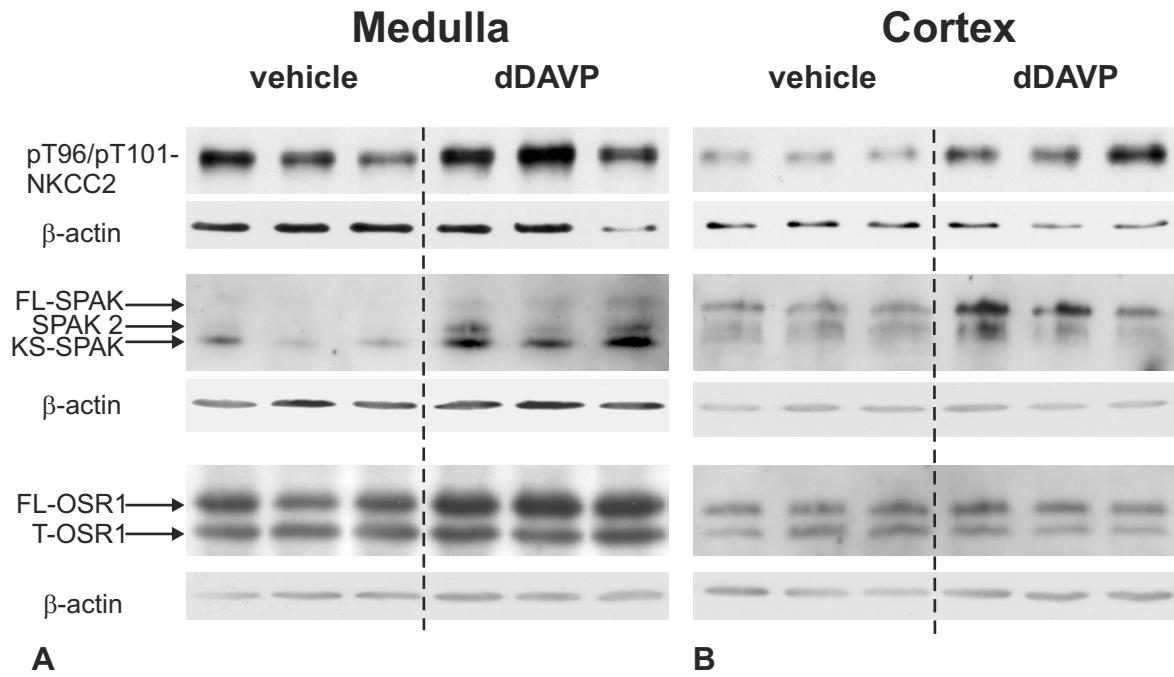 Medulla
Cortex
vehicle
dDAVP
vehicle
dDAVP
pT96/pT101-
NKCC2
β-actin
FL-SPAK
SPAK 2
KS-SPAK
β-actin
FL-OSR1
T-OSR1
β-actin
A
B